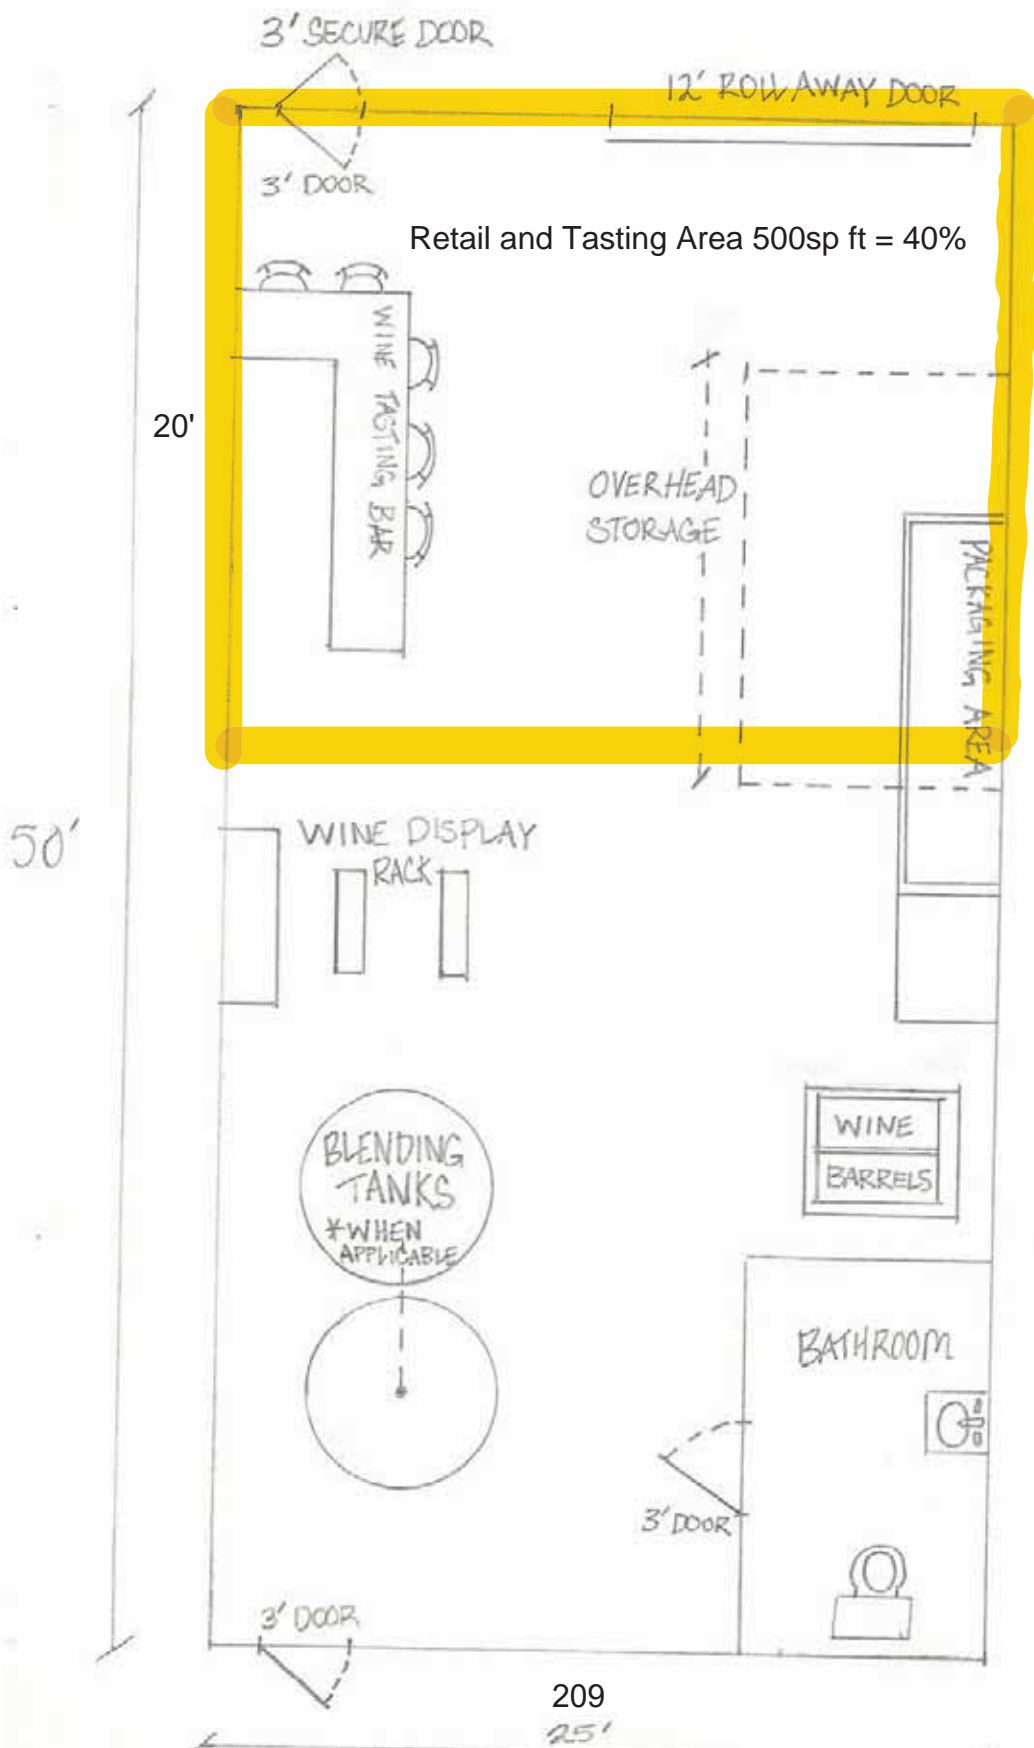 3' SECURE DOOR
12' ROLL AWAY DOOR
3' DOOR
Retail and Tasting Area 500sp ft = 40%
WINE TASTING BAR
20'
OVERHEAD
STORAGE
PACKAGING AREA
50'
WINE DISPLAY
RACK
BLENDING
TANKS
*WHEN
APPLICABLE
WINE
BARRELS
BATHROOM
3' DOOR
3' DOOR
209
25'